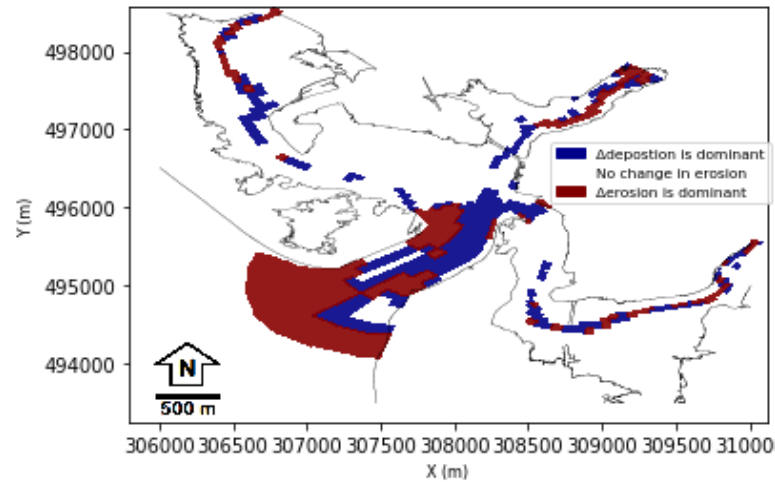 498000
497000
496000
495000
494000
Y (m)
Δdepostion is dominant
No change in erosion
Δerosion is dominant
N
500 m
306000 306500 307000 307500 308000 308500 309000 309500 31000
X (m)